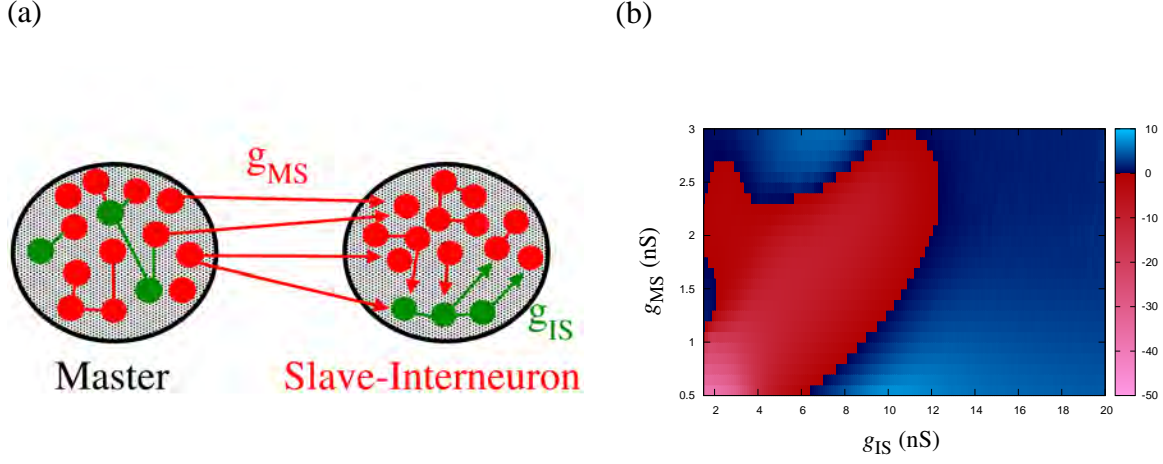 (a)
g_MS
g_IS
Master
Slave-Interneuron
(b)
3
2.5
2
1.5
1
0.5
g_MS (nS)
2 4 6 8 10 12 14 16 18 20
g_IS (nS)
10
0
-10
-20
-30
-40
-50